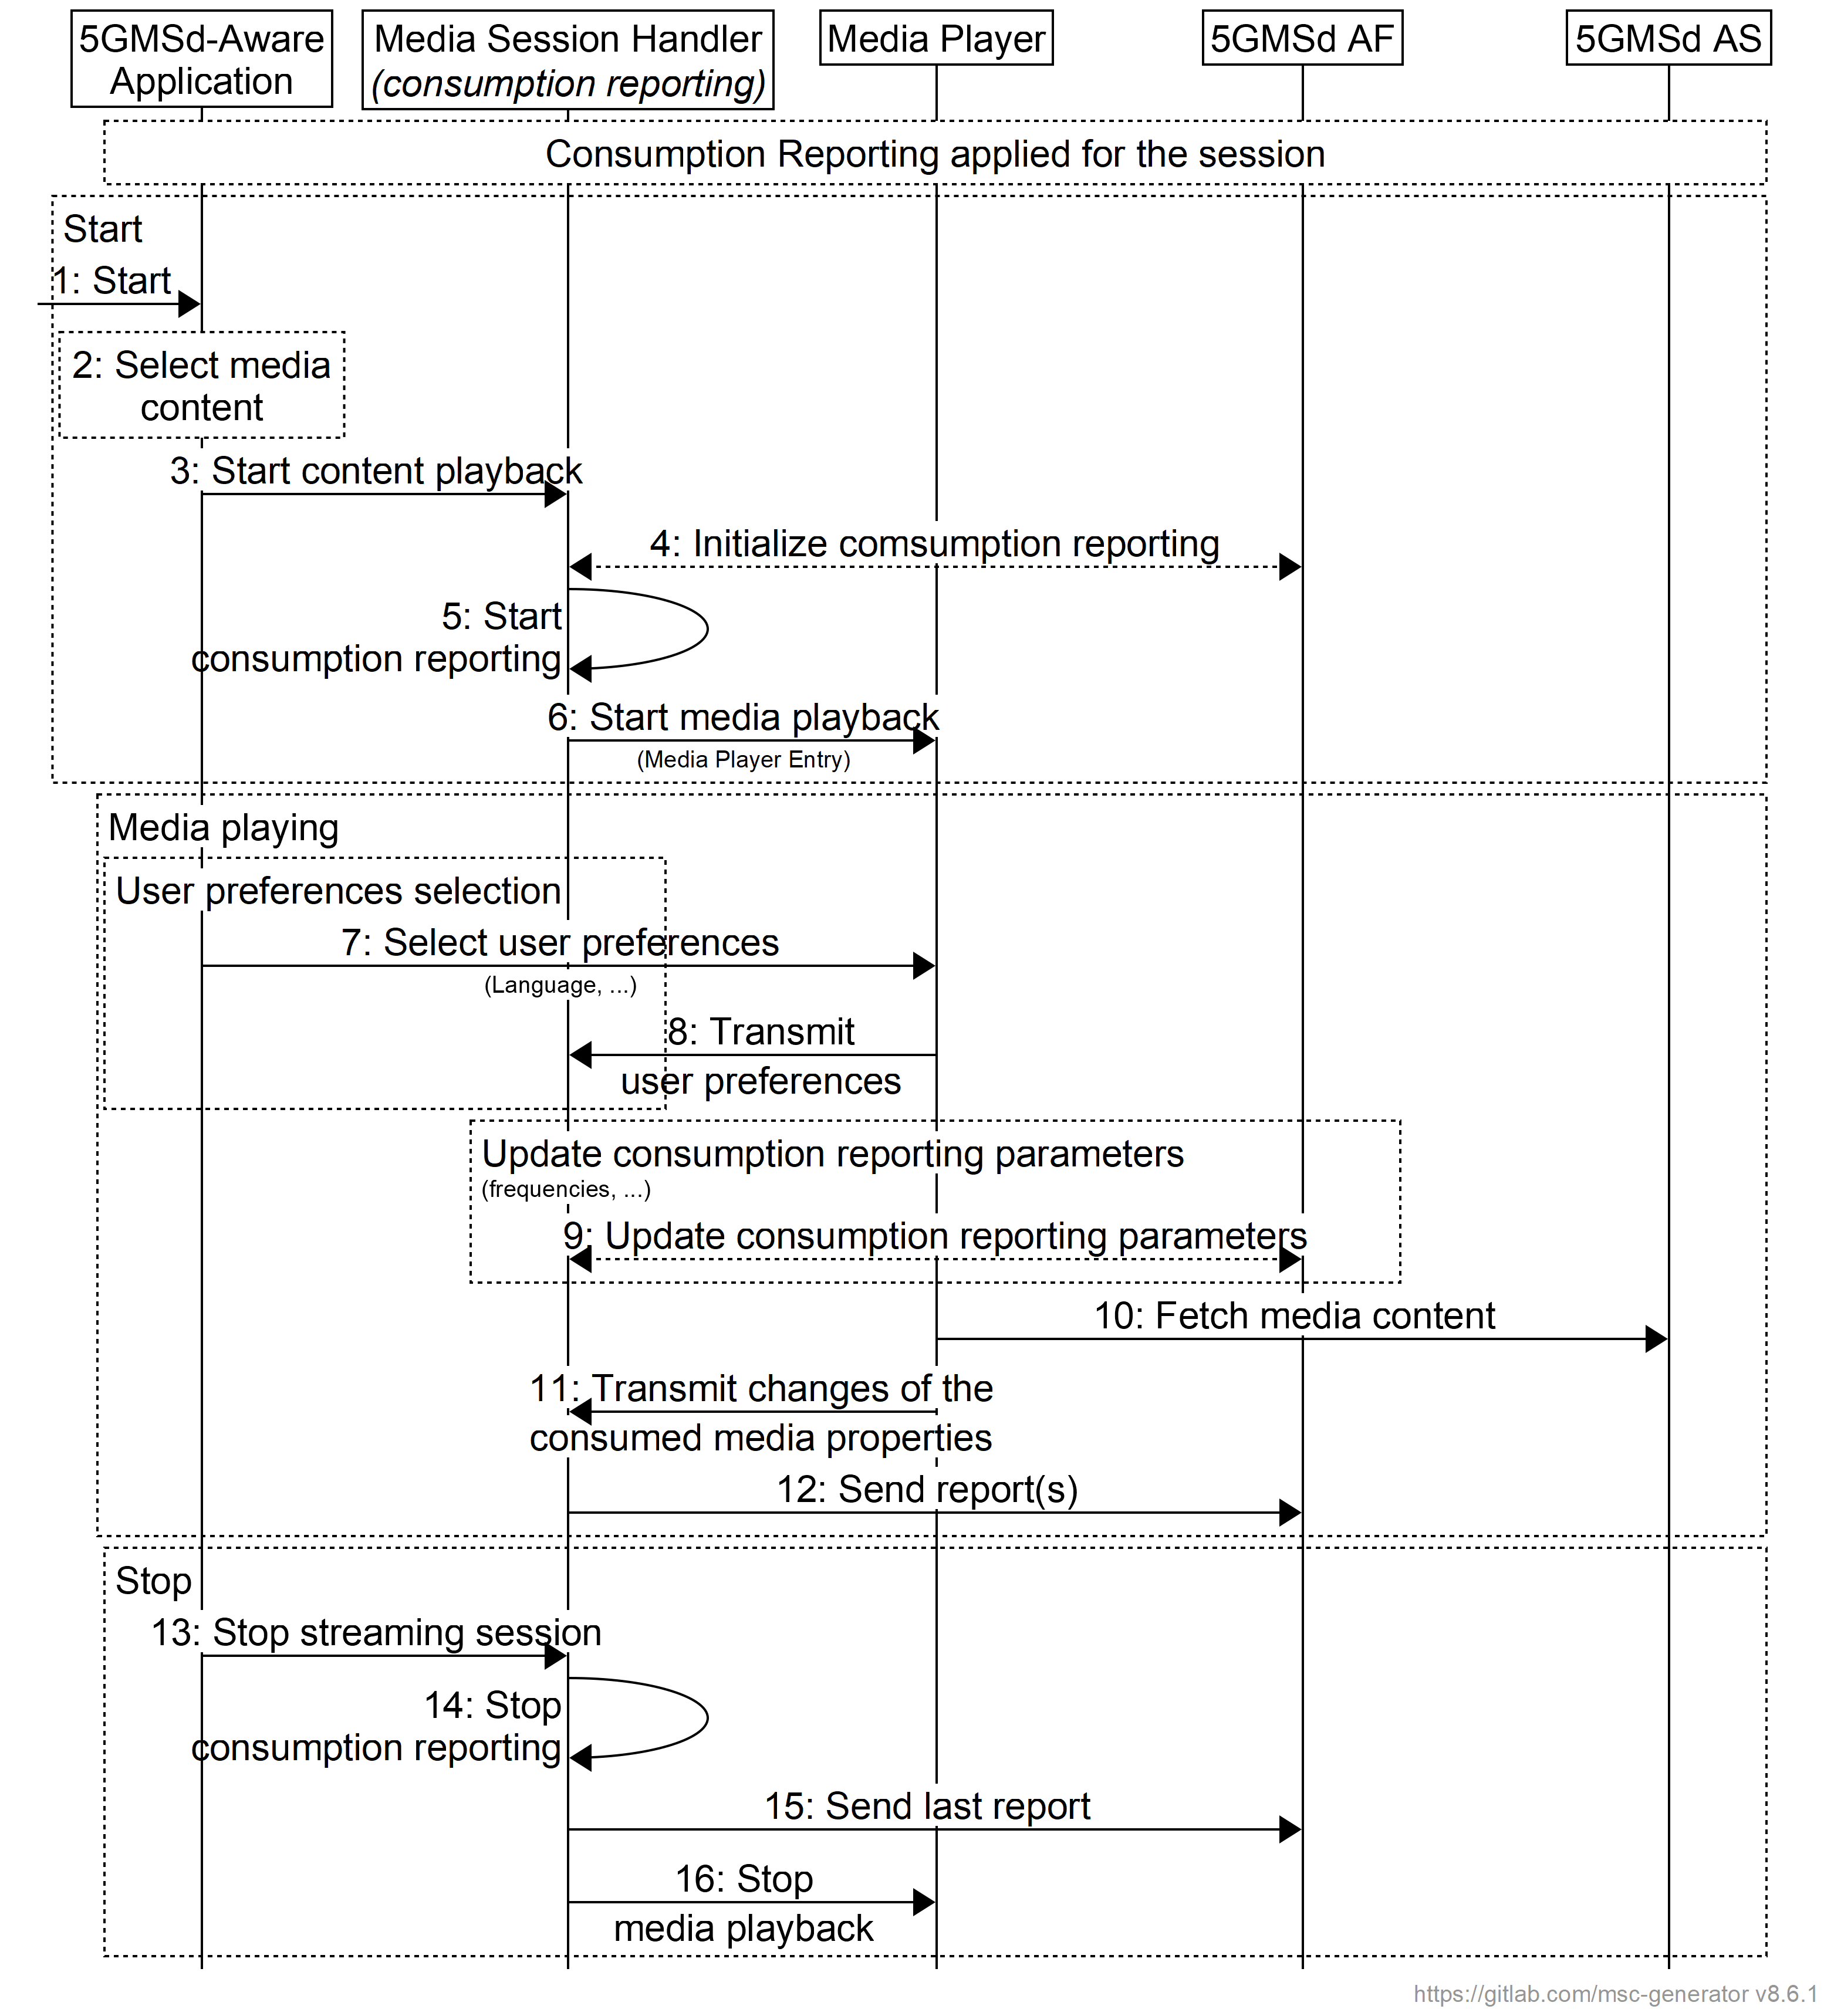 5GMSd-Aware
Application
Media Session Handler
(consumption reporting)
Media Player
5GMSd AF
5GMSd AS
Consumption Reporting applied for the session
Start
1: Start
2: Select media
content
3: Start content playback
4: Initialize comsumption reporting
5: Start
consumption reporting
6: Start media playback
(Media Player Entry)
Media playing
User preferences selection
7: Select user preferences
(Language, ...)
8: Transmit
user preferences
Update consumption reporting parameters
(frequencies, ...)
9: Update consumption reporting parameters
10: Fetch media content
11: Transmit changes of the
consumed media properties
12: Send report(s)
Stop
13: Stop streaming session
14: Stop
consumption reporting
15: Send last report
16: Stop
media playback
https://gitlab.com/msc-generator v8.6.1